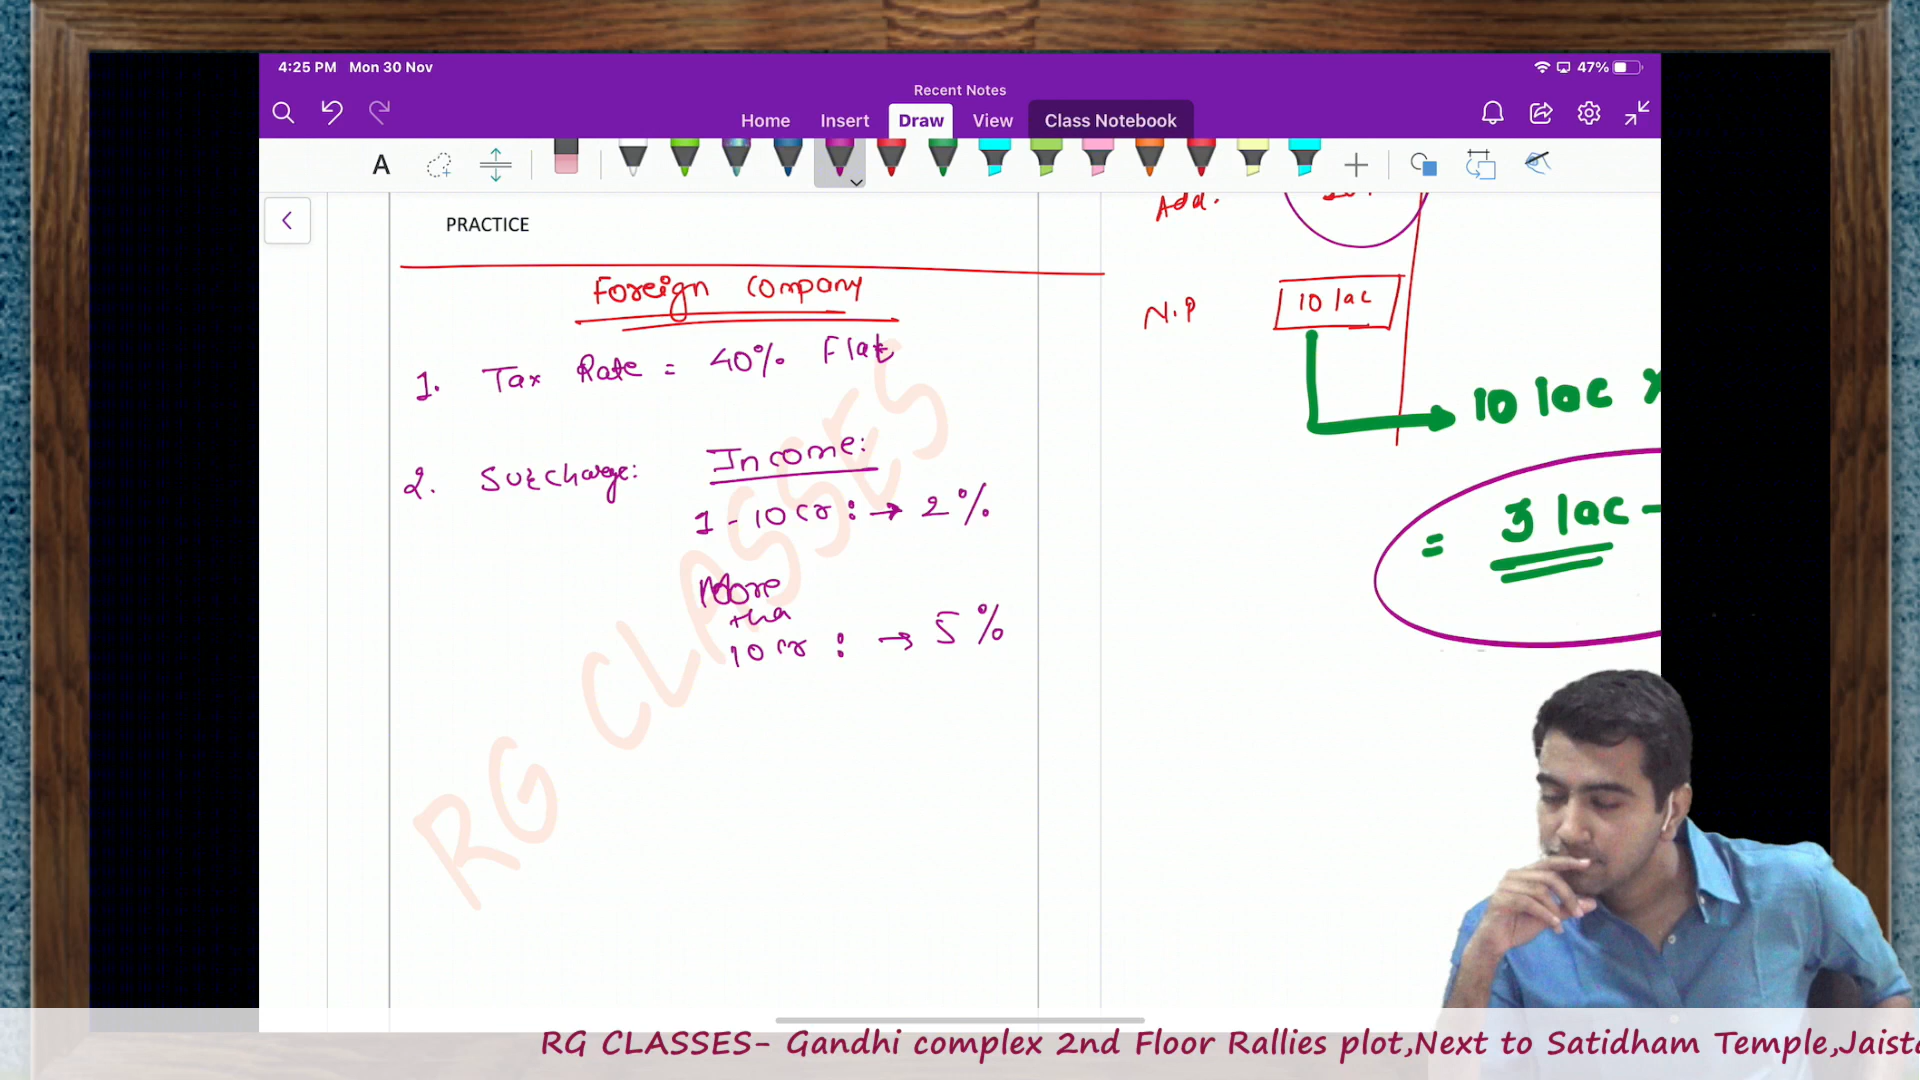 4:25 PM Mon 30 Nov
47%
Recent Notes
Home Insert Draw View Class Notebook
A
PRACTICE
Foreign Company
1. Tax Rate = 40% Flat
2. Surcharge: Income:
1 - 10 cr : → 2%
More
tha
10 cr : → 5%
Add.
N.P 10 lac
10 lac x
= 3 lac -
RG CLASSES
RG CLASSES- Gandhi complex 2nd Floor Rallies plot,Next to Satidham Temple,Jaist